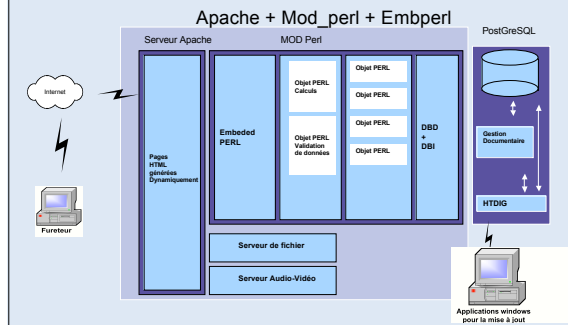 Apache + Mod_perl + Embperl
Serveur Apache
MOD Perl
PostGreSQL
Internet
Fureteur
Pages
HTML
générées
Dynamiquement
Embeded
PERL
Objet PERL
Calculs
Objet PERL
Validation
de données
Objet PERL
Objet PERL
Objet PERL
Objet PERL
DBD
+
DBI
Gestion
Documentaire
HTDIG
Serveur de fichier
Serveur Audio-Vidéo
Applications windows
pour la mise à jout